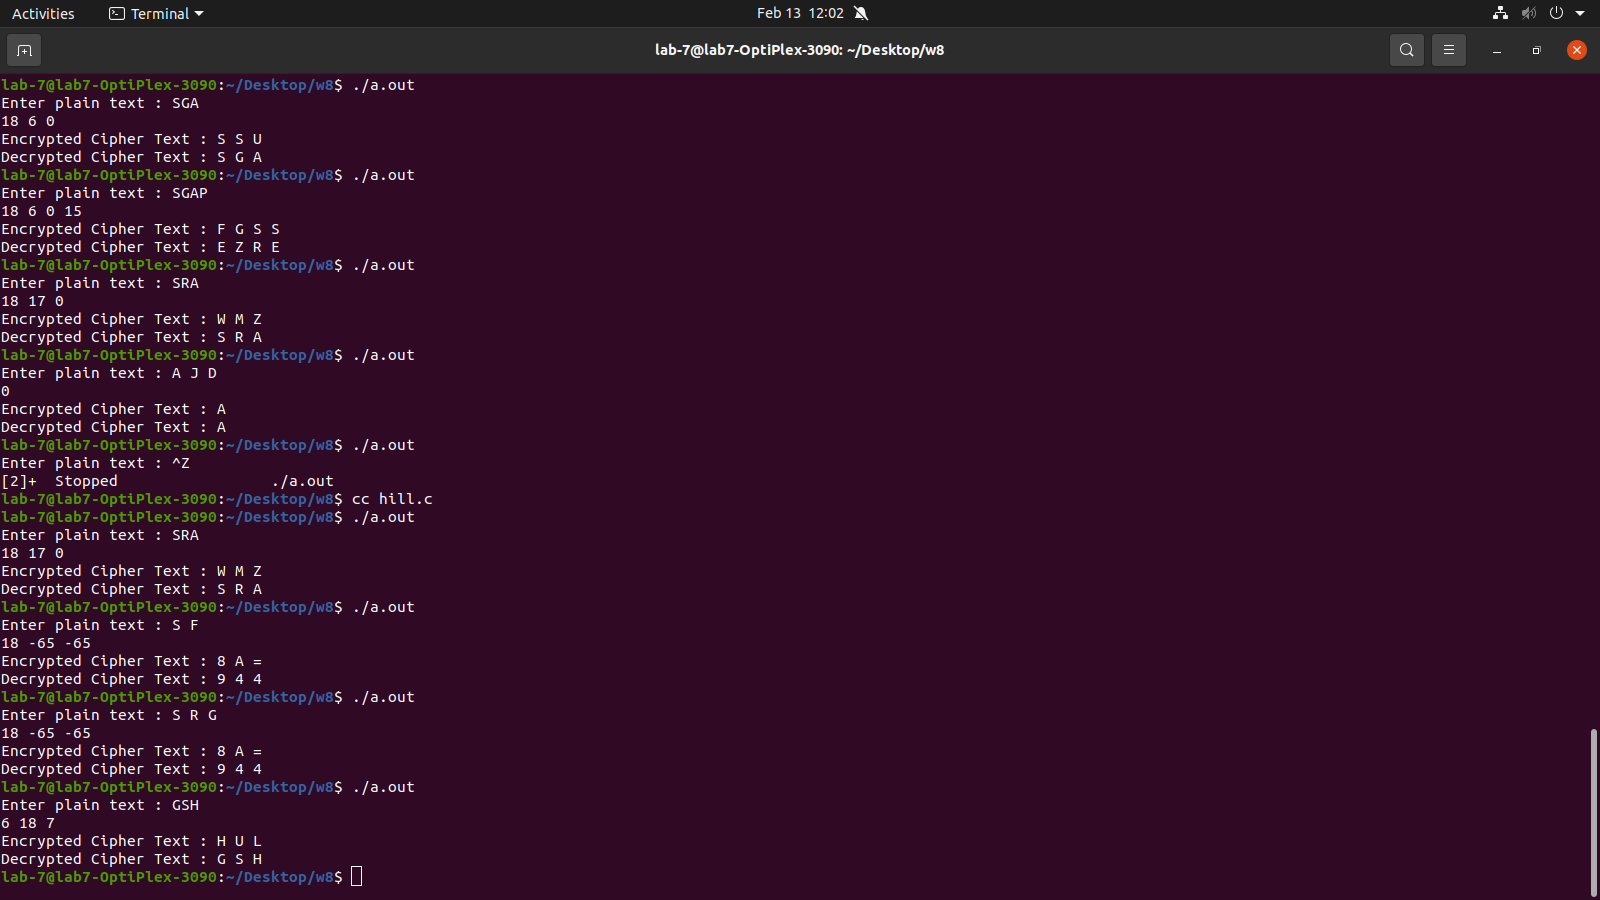 Activities Terminal Feb 13 12:02
lab-7@lab7-OptiPlex-3090: ~/Desktop/w8
lab-7@lab7-OptiPlex-3090:~/Desktop/w8$ ./a.out
Enter plain text : SGA
18 6 0
Encrypted Cipher Text : S S U
Decrypted Cipher Text : S G A
lab-7@lab7-OptiPlex-3090:~/Desktop/w8$ ./a.out
Enter plain text : SGAP
18 6 0 15
Encrypted Cipher Text : F G S S
Decrypted Cipher Text : E Z R E
lab-7@lab7-OptiPlex-3090:~/Desktop/w8$ ./a.out
Enter plain text : SRA
18 17 0
Encrypted Cipher Text : W M Z
Decrypted Cipher Text : S R A
lab-7@lab7-OptiPlex-3090:~/Desktop/w8$ ./a.out
Enter plain text : A J D
0
Encrypted Cipher Text : A
Decrypted Cipher Text : A
lab-7@lab7-OptiPlex-3090:~/Desktop/w8$ ./a.out
Enter plain text : ^Z
[2]+  Stopped                 ./a.out
lab-7@lab7-OptiPlex-3090:~/Desktop/w8$ cc hill.c
lab-7@lab7-OptiPlex-3090:~/Desktop/w8$ ./a.out
Enter plain text : SRA
18 17 0
Encrypted Cipher Text : W M Z
Decrypted Cipher Text : S R A
lab-7@lab7-OptiPlex-3090:~/Desktop/w8$ ./a.out
Enter plain text : S F
18 -65 -65
Encrypted Cipher Text : 8 A =
Decrypted Cipher Text : 9 4 4
lab-7@lab7-OptiPlex-3090:~/Desktop/w8$ ./a.out
Enter plain text : S R G
18 -65 -65
Encrypted Cipher Text : 8 A =
Decrypted Cipher Text : 9 4 4
lab-7@lab7-OptiPlex-3090:~/Desktop/w8$ ./a.out
Enter plain text : GSH
6 18 7
Encrypted Cipher Text : H U L
Decrypted Cipher Text : G S H
lab-7@lab7-OptiPlex-3090:~/Desktop/w8$